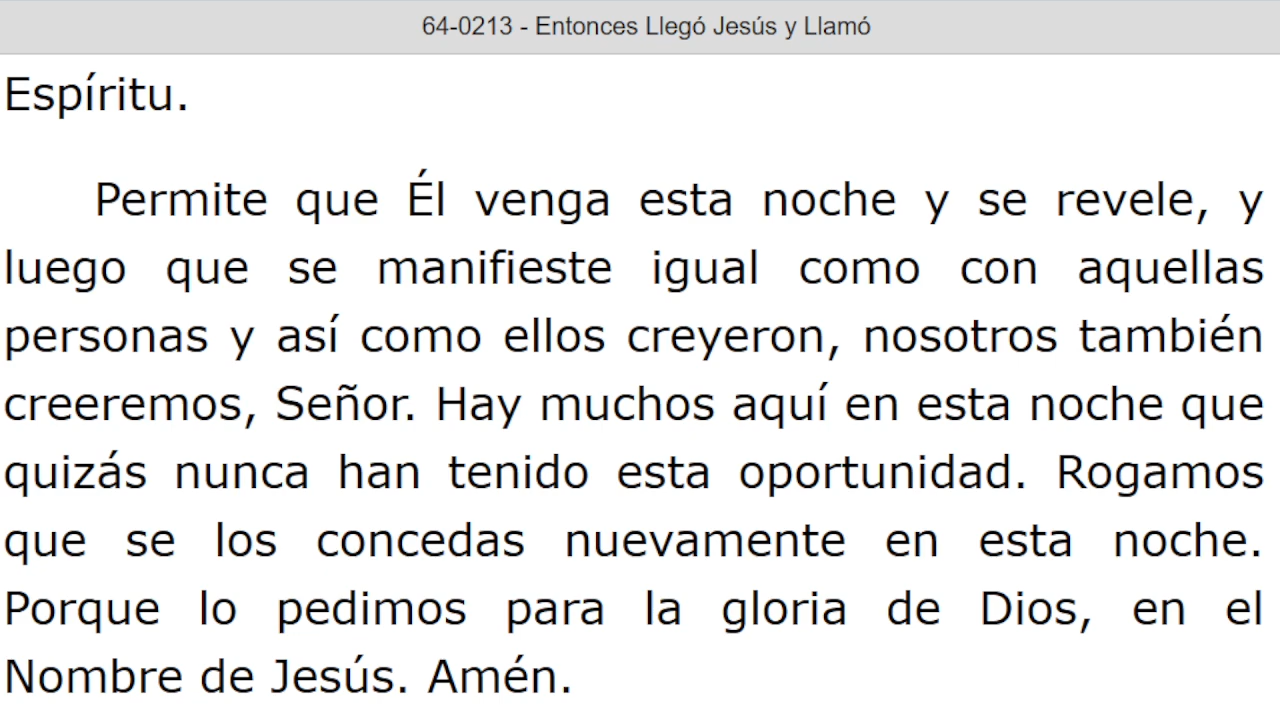 64-0213 - Entonces Llegó Jesús y Llamó
Espíritu.
Permite que Él venga esta noche y se revele, y
luego que se manifieste igual como con aquellas
personas y así como ellos creyeron, nosotros también
creeremos, Señor. Hay muchos aquí en esta noche que
quizás nunca han tenido esta oportunidad. Rogamos
que se los concedas nuevamente en esta noche.
Porque lo pedimos para la gloria de Dios, en el
Nombre de Jesús. Amén.